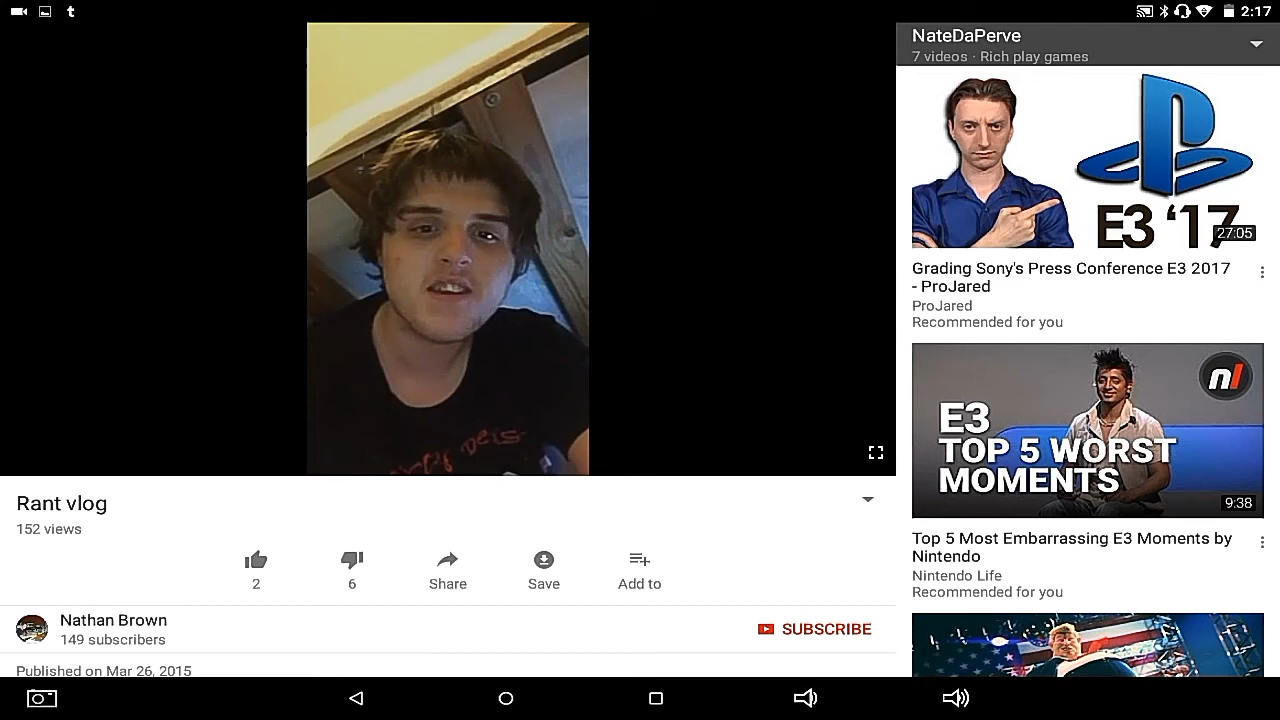 t
2:17
Rant vlog
152 views
2
6
Share
Save
Add to
Nathan Brown
149 subscribers
SUBSCRIBE
Published on Mar 26, 2015
NateDaPerve
7 videos · Rich play games
E3 '17
27:05
Grading Sony's Press Conference E3 2017
- ProJared
ProJared
Recommended for you
nl
E3
TOP 5 WORST
MOMENTS
9:38
Top 5 Most Embarrassing E3 Moments by
Nintendo
Nintendo Life
Recommended for you